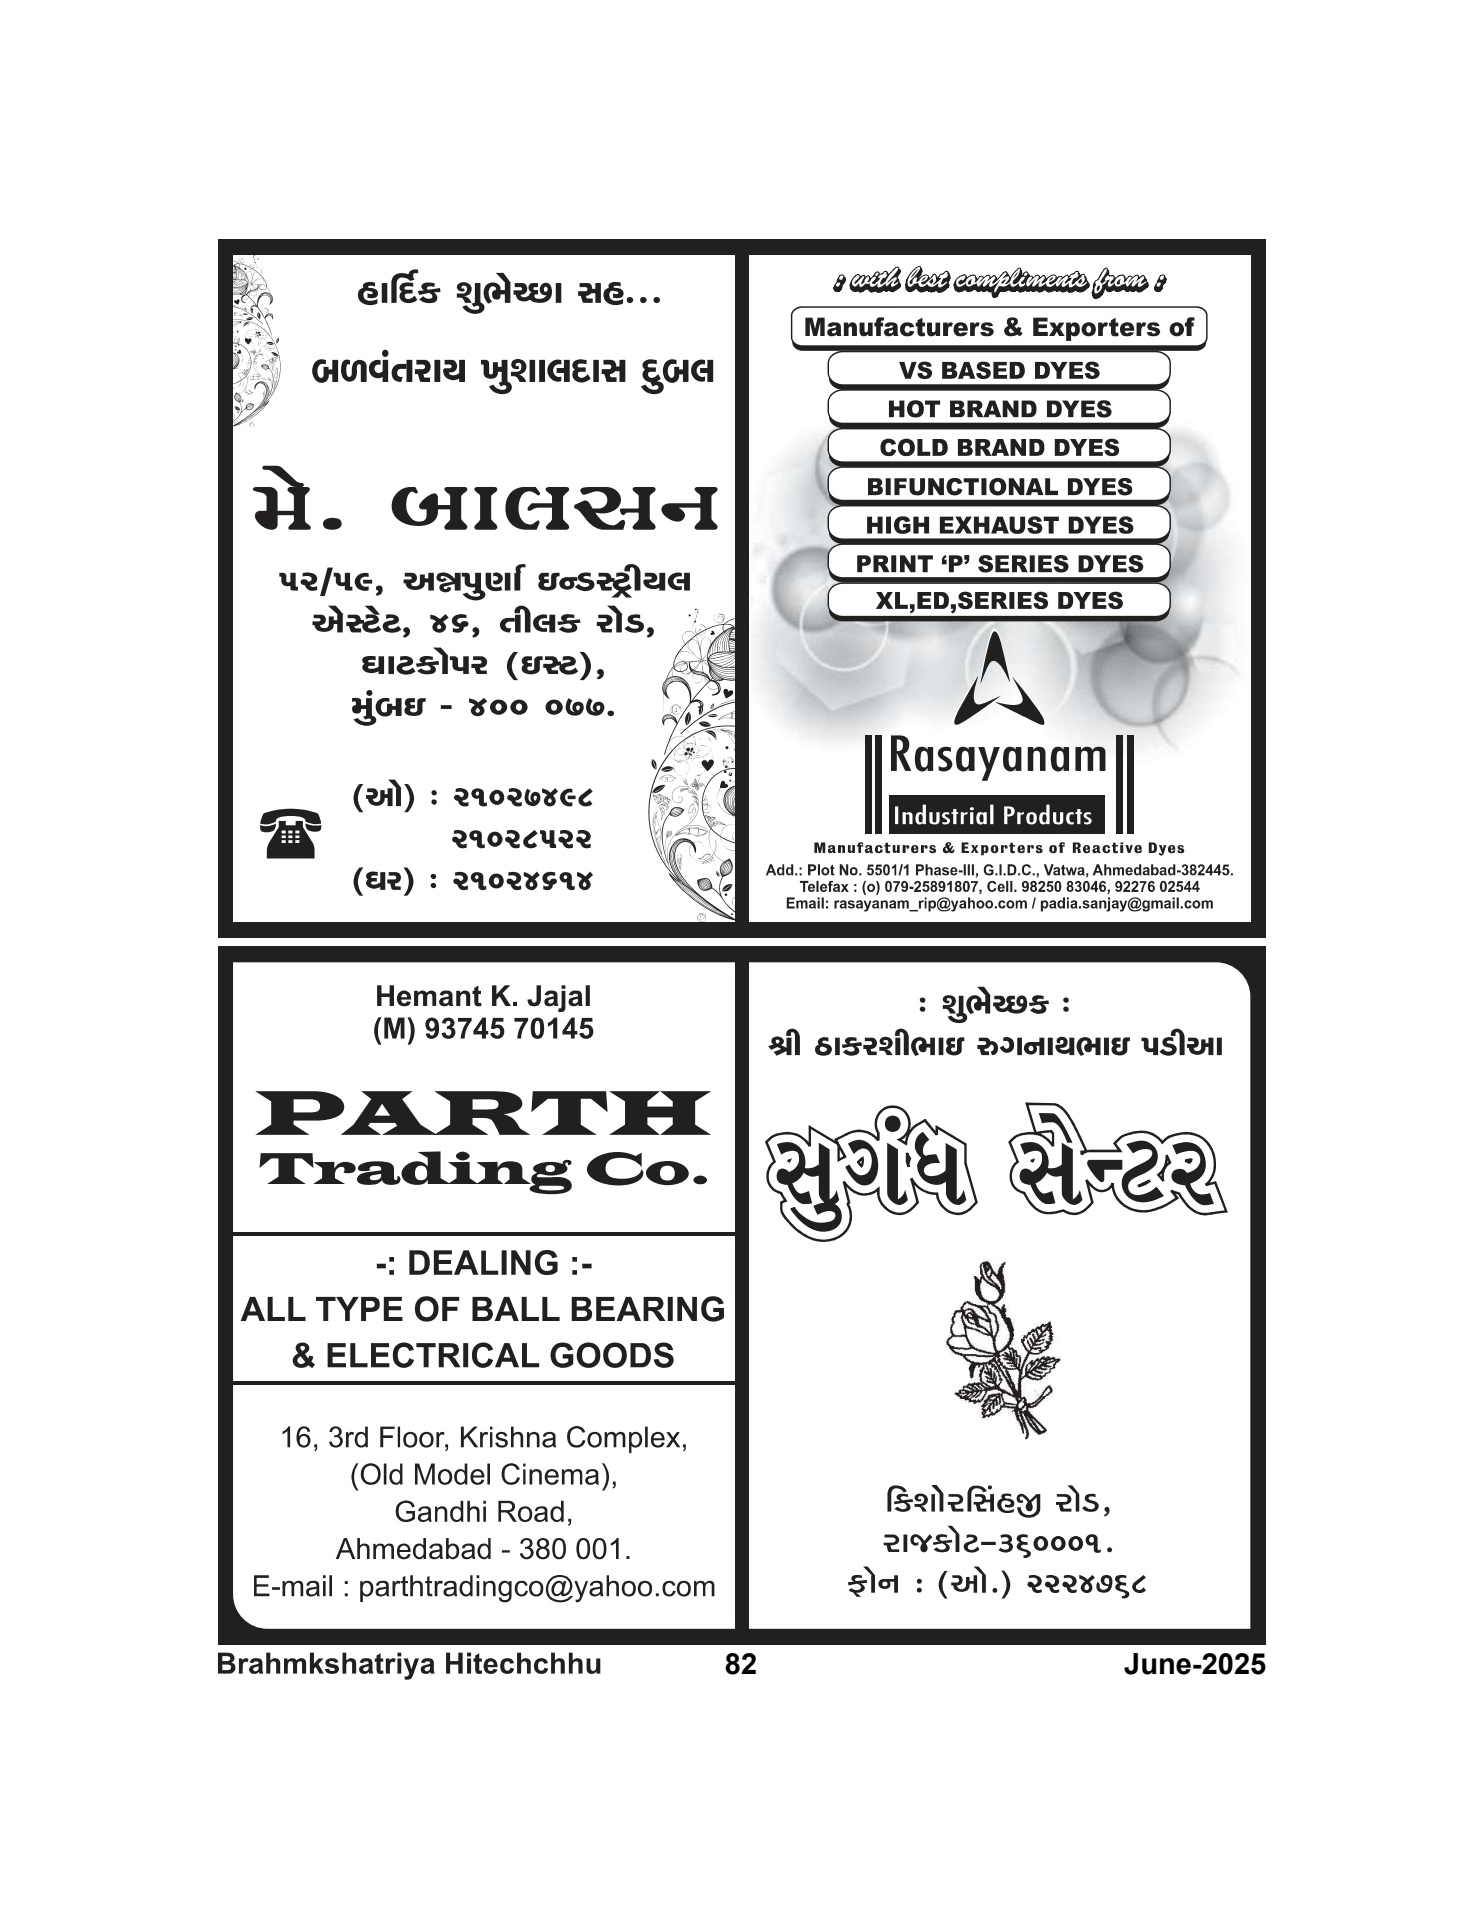 હાર્દિક શુભેચ્છા સહ...
બળવંતરાય ખુશાલદાસ દુબલ
મે. બાલસન
૫૨/૫૯, અન્નપુર્ણા ઇન્ડસ્ટ્રીયલ
એસ્ટેટ, ૪૬, તીલક રોડ,
ઘાટકોપર (ઇસ્ટ),
મુંબઇ - ૪૦૦ ૦૭૭.
(ઓ) : ૨૧૦૨૭૪૯૮
૨૧૦૨૮૫૨૨
(ઘર) : ૨૧૦૨૪૬૧૪
: with best compliments from :
Manufacturers & Exporters of
VS BASED DYES
HOT BRAND DYES
COLD BRAND DYES
BIFUNCTIONAL DYES
HIGH EXHAUST DYES
PRINT ‘P’ SERIES DYES
XL,ED,SERIES DYES
Rasayanam
Industrial Products
Manufacturers & Exporters of Reactive Dyes
Add.: Plot No. 5501/1 Phase-III, G.I.D.C., Vatwa, Ahmedabad-382445.
Telefax : (o) 079-25891807, Cell. 98250 83046, 92276 02544
Email: rasayanam_rip@yahoo.com / padia.sanjay@gmail.com
Hemant K. Jajal
(M) 93745 70145
PARTH
Trading Co.
-: DEALING :-
ALL TYPE OF BALL BEARING
& ELECTRICAL GOODS
16, 3rd Floor, Krishna Complex,
(Old Model Cinema),
Gandhi Road,
Ahmedabad - 380 001.
E-mail : parthtradingco@yahoo.com
: શુભેચ્છક :
શ્રી ઠાકરશીભાઇ રુગનાથભાઇ પડીઆ
સુગંધ સેન્ટર
કિશોરસિંહજી રોડ,
રાજકોટ–૩૬૦૦૦૧.
ફોન : (ઓ.) ૨૨૨૪૭૬૮
Brahmkshatriya Hitechchhu 82 June-2025